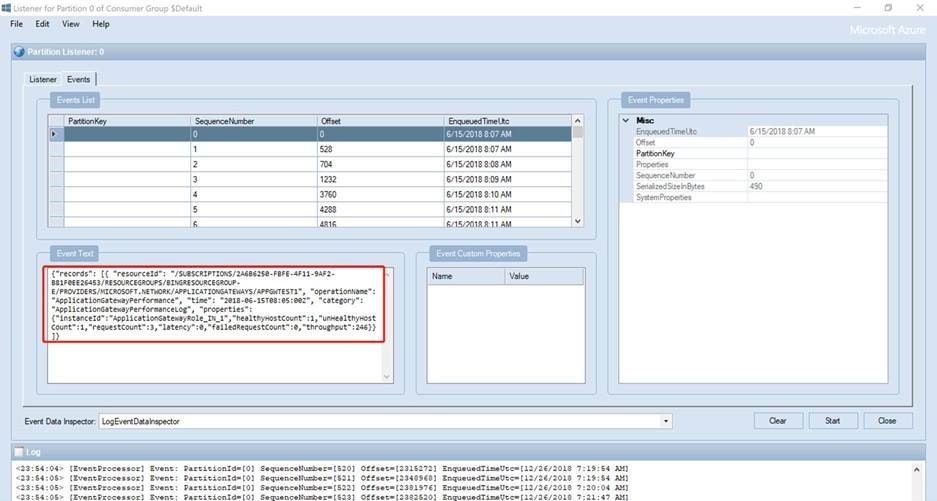 Listener for Partition 0 of Consumer Group $Default
File Edit View Help
Microsoft Azure
Partition Listener: 0
Listener Events
Events List
PartitionKey SequenceNumber Offset EnqueuedTimeUtc
0 0 6/15/2018 8:07 AM
1 528 6/15/2018 8:07 AM
2 704 6/15/2018 8:08 AM
3 1232 6/15/2018 8:09 AM
4 3760 6/15/2018 8:10 AM
5 4288 6/15/2018 8:11 AM
6 4816 6/15/2018 8:11 AM
Event Properties
Misc
EnqueuedTimeUtc 6/15/2018 8:07 AM
Offset 0
PartitionKey
Properties
SequenceNumber 0
SerializedSizeInBytes 490
SystemProperties
Event Text
{"records": [{ "resourceId": "/SUBSCRIPTIONS/2A6B6250-FBFE-4F11-9AF2-
B81F0EE26453/RESOURCEGROUPS/BINGRESOURCEGROUP-
E/PROVIDERS/MICROSOFT.NETWORK/APPLICATIONGATEWAYS/APPGWTEST1", "operationName":
"ApplicationGatewayPerformance", "time": "2018-06-15T08:05:00Z", "category":
"ApplicationGatewayPerformanceLog", "properties":
{"instanceId":"ApplicationGatewayRole_IN_1","healthyHostCount":1,"unHealthyHost
Count":1,"requestCount":3,"latency":0,"failedRequestCount":0,"throughput":246}}
]}
Event Custom Properties
Name Value
Event Data Inspector: LogEventDataInspector
Clear Start Close
Log
<23:54:04> [EventProcessor] Event: PartitionId=[0] SequenceNumber=[520] Offset=[2315272] EnqueuedTimeUtc=[12/26/2018 7:19:54 AM]
<23:54:05> [EventProcessor] Event: PartitionId=[0] SequenceNumber=[521] Offset=[2348968] EnqueuedTimeUtc=[12/26/2018 7:19:54 AM]
<23:54:05> [EventProcessor] Event: PartitionId=[0] SequenceNumber=[522] Offset=[2381976] EnqueuedTimeUtc=[12/26/2018 7:20:04 AM]
<23:54:05> [EventProcessor] Event: PartitionId=[0] SequenceNumber=[523] Offset=[2382520] EnqueuedTimeUtc=[12/26/2018 7:21:47 AM]